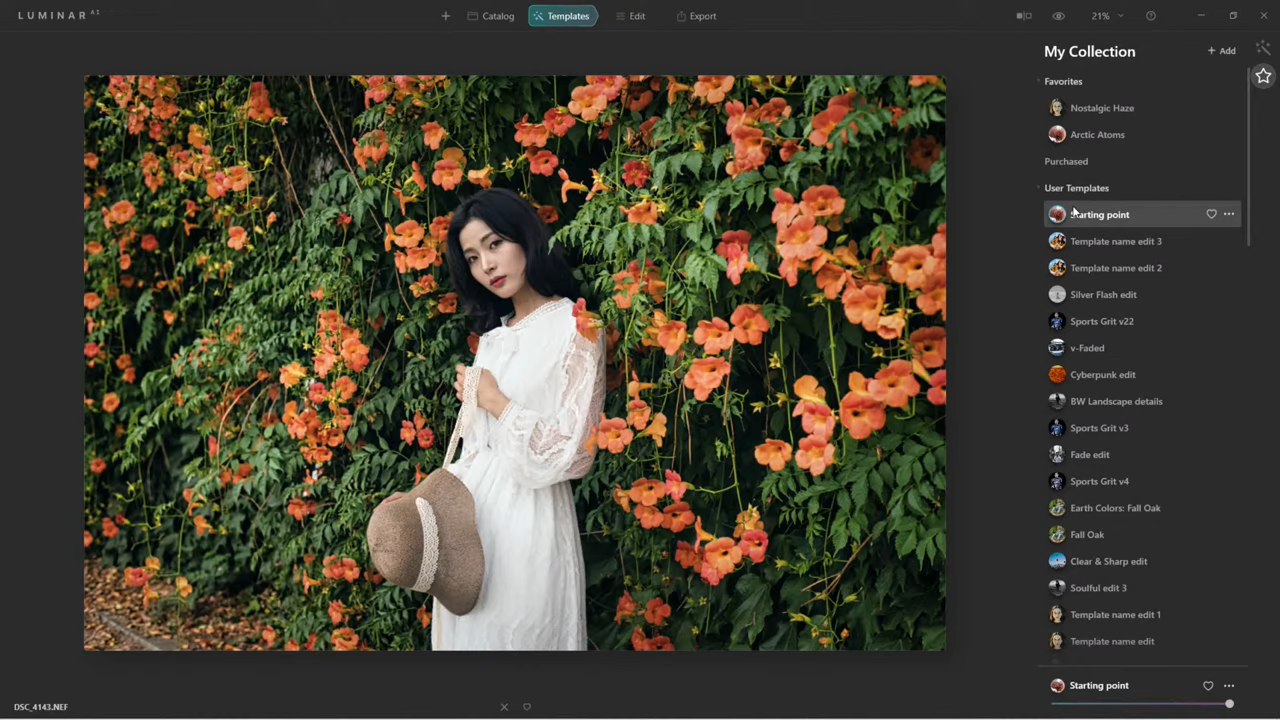 LUMINAR AI
Catalog
Templates
Edit
Export
21%
My Collection
Add
Favorites
Nostalgic Haze
Arctic Atoms
Purchased
User Templates
Starting point
Template name edit 3
Template name edit 2
Silver Flash edit
Sports Grit v22
v-Faded
Cyberpunk edit
BW Landscape details
Sports Grit v3
Fade edit
Sports Grit v4
Earth Colors: Fall Oak
Fall Oak
Clear & Sharp edit
Soulful edit 3
Template name edit 1
Template name edit
Starting point
DSC_4143.NEF